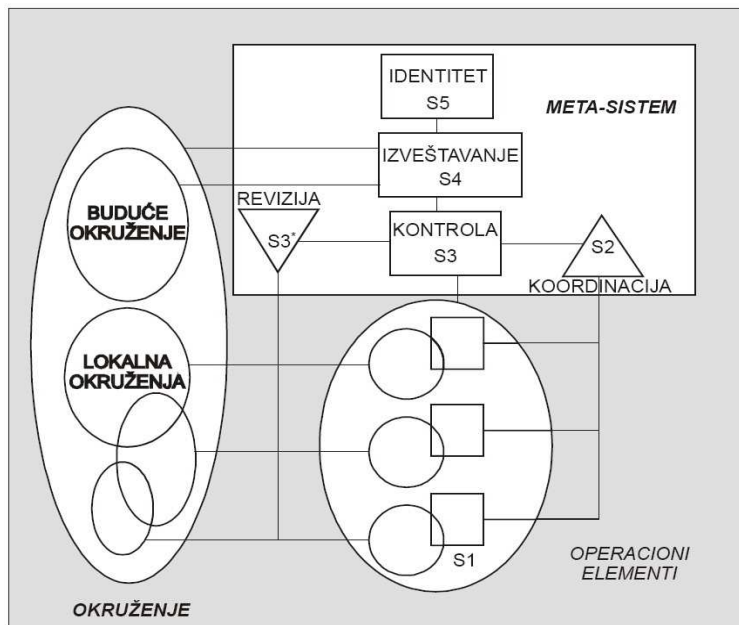 IDENTITET
S5
META-SISTEM
IZVEŠTAVANJE
S4
REVIZIJA
BUDUĆE
OKRUŽENJE
S3*
KONTROLA
S3
S2
KOORDINACIJA
LOKALNA
OKRUŽENJA
S1
OPERACIONI
ELEMENTI
OKRUŽENJE